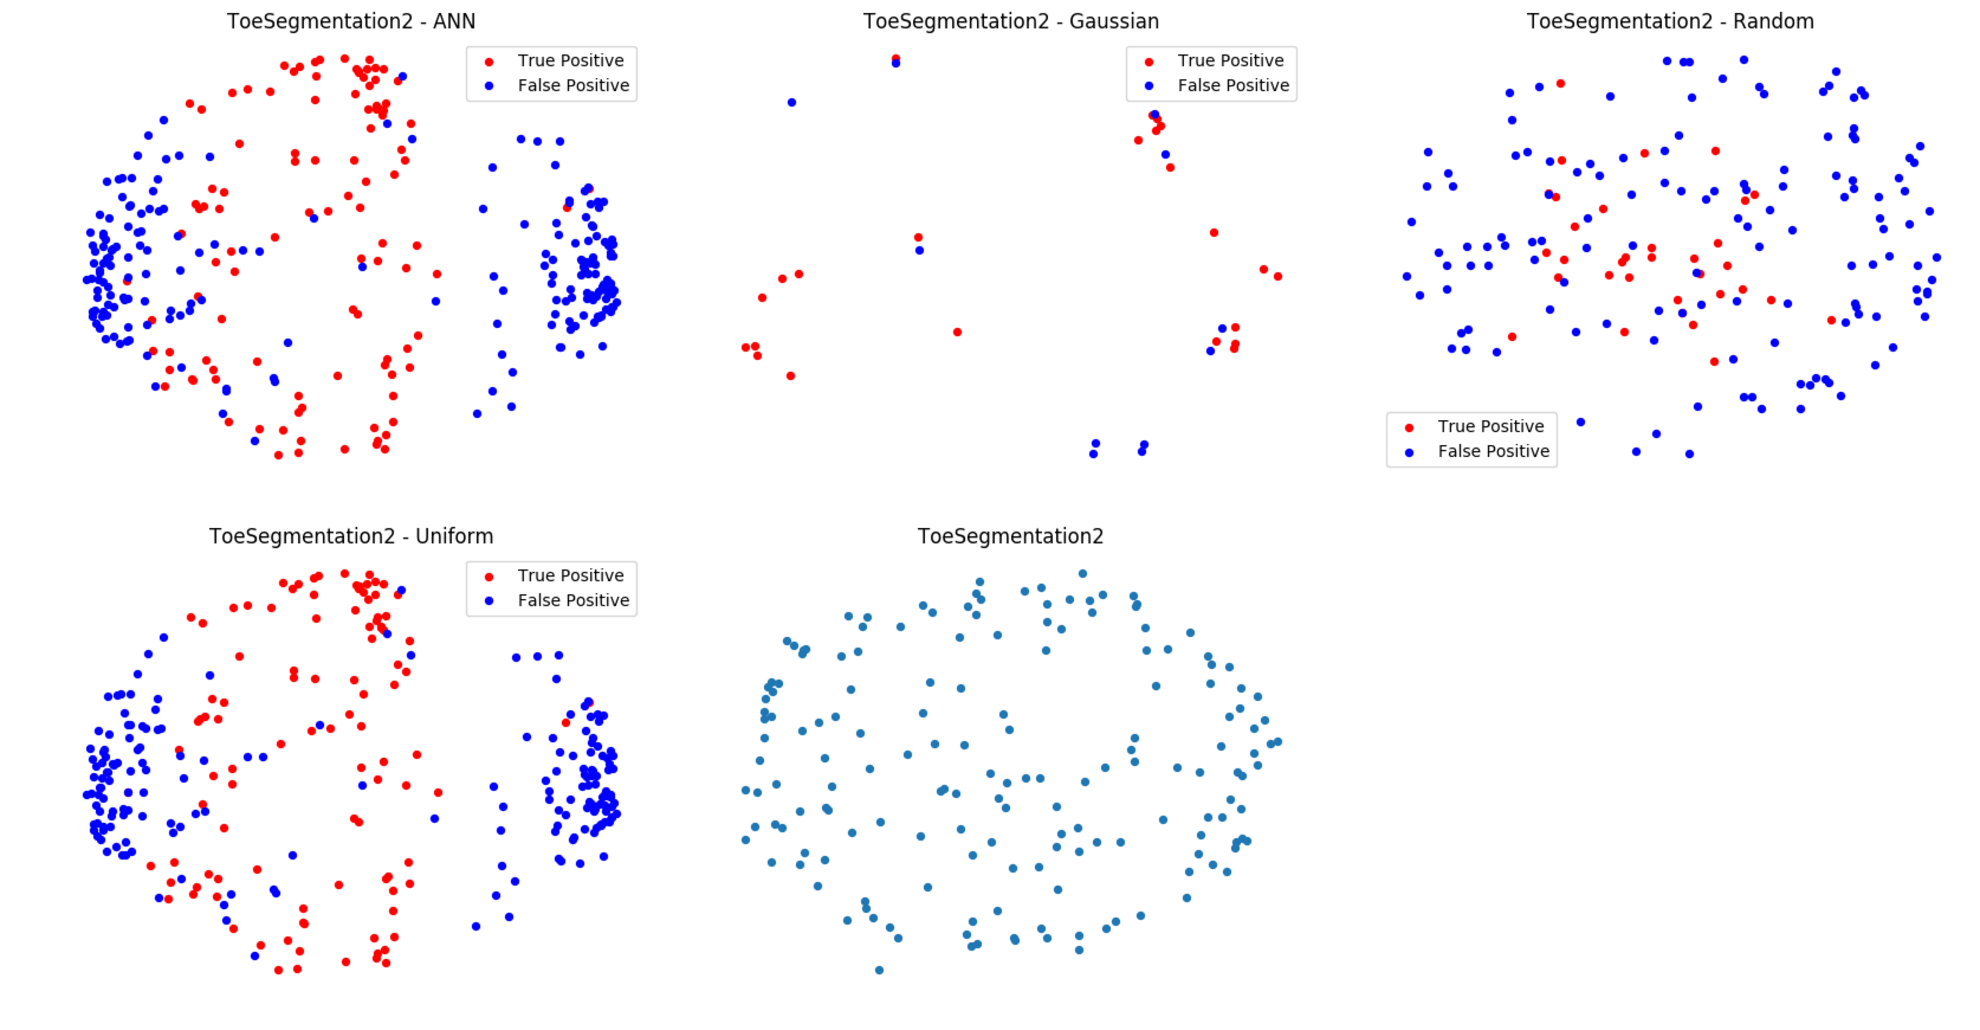 ToeSegmentation2 - ANN
True Positive
False Positive
ToeSegmentation2 - Gaussian
True Positive
False Positive
ToeSegmentation2 - Random
True Positive
False Positive
ToeSegmentation2 - Uniform
True Positive
False Positive
ToeSegmentation2